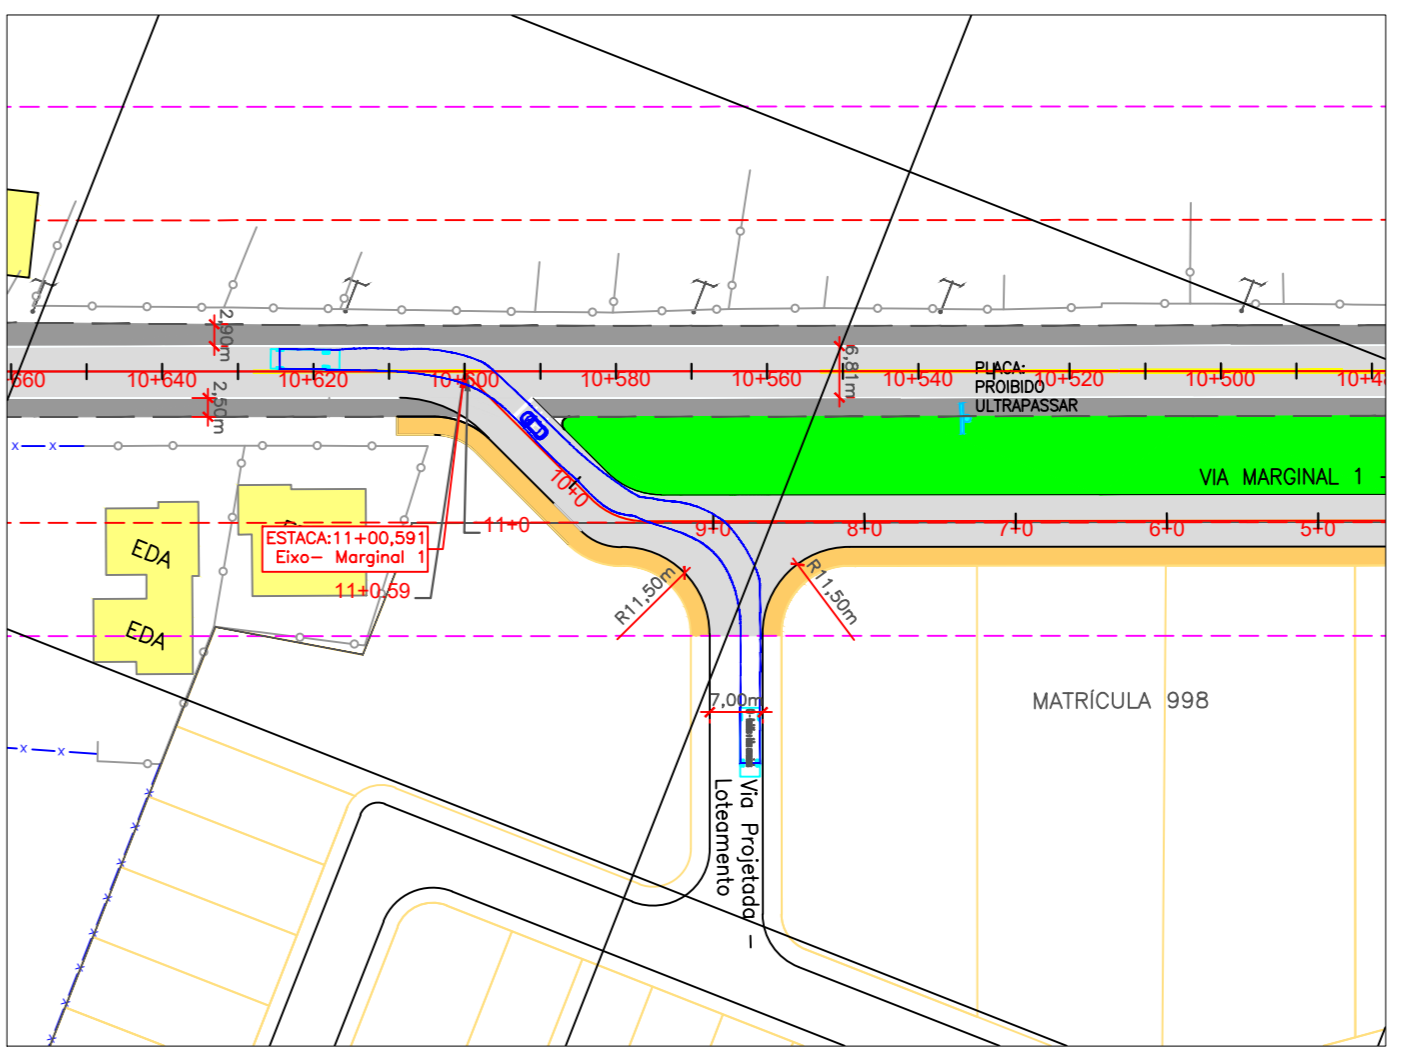 2,90m
6,81m
660
10+640
10+620
10+600
10+580
10+560
10+540
10+520
10+500
10+48
PLACA:
PROIBIDO
ULTRAPASSAR
2,50m
x x
VIA MARGINAL 1
10+0
11+0
9+0
8+0
7+0
6+0
5+0
ESTACA:11+00,591
Eixo- Marginal 1
11+0,59
EDA
EDA
R11,50m
R11,50m
7,00m
MATRÍCULA 998
x x
Via Projetada -
Loteamento